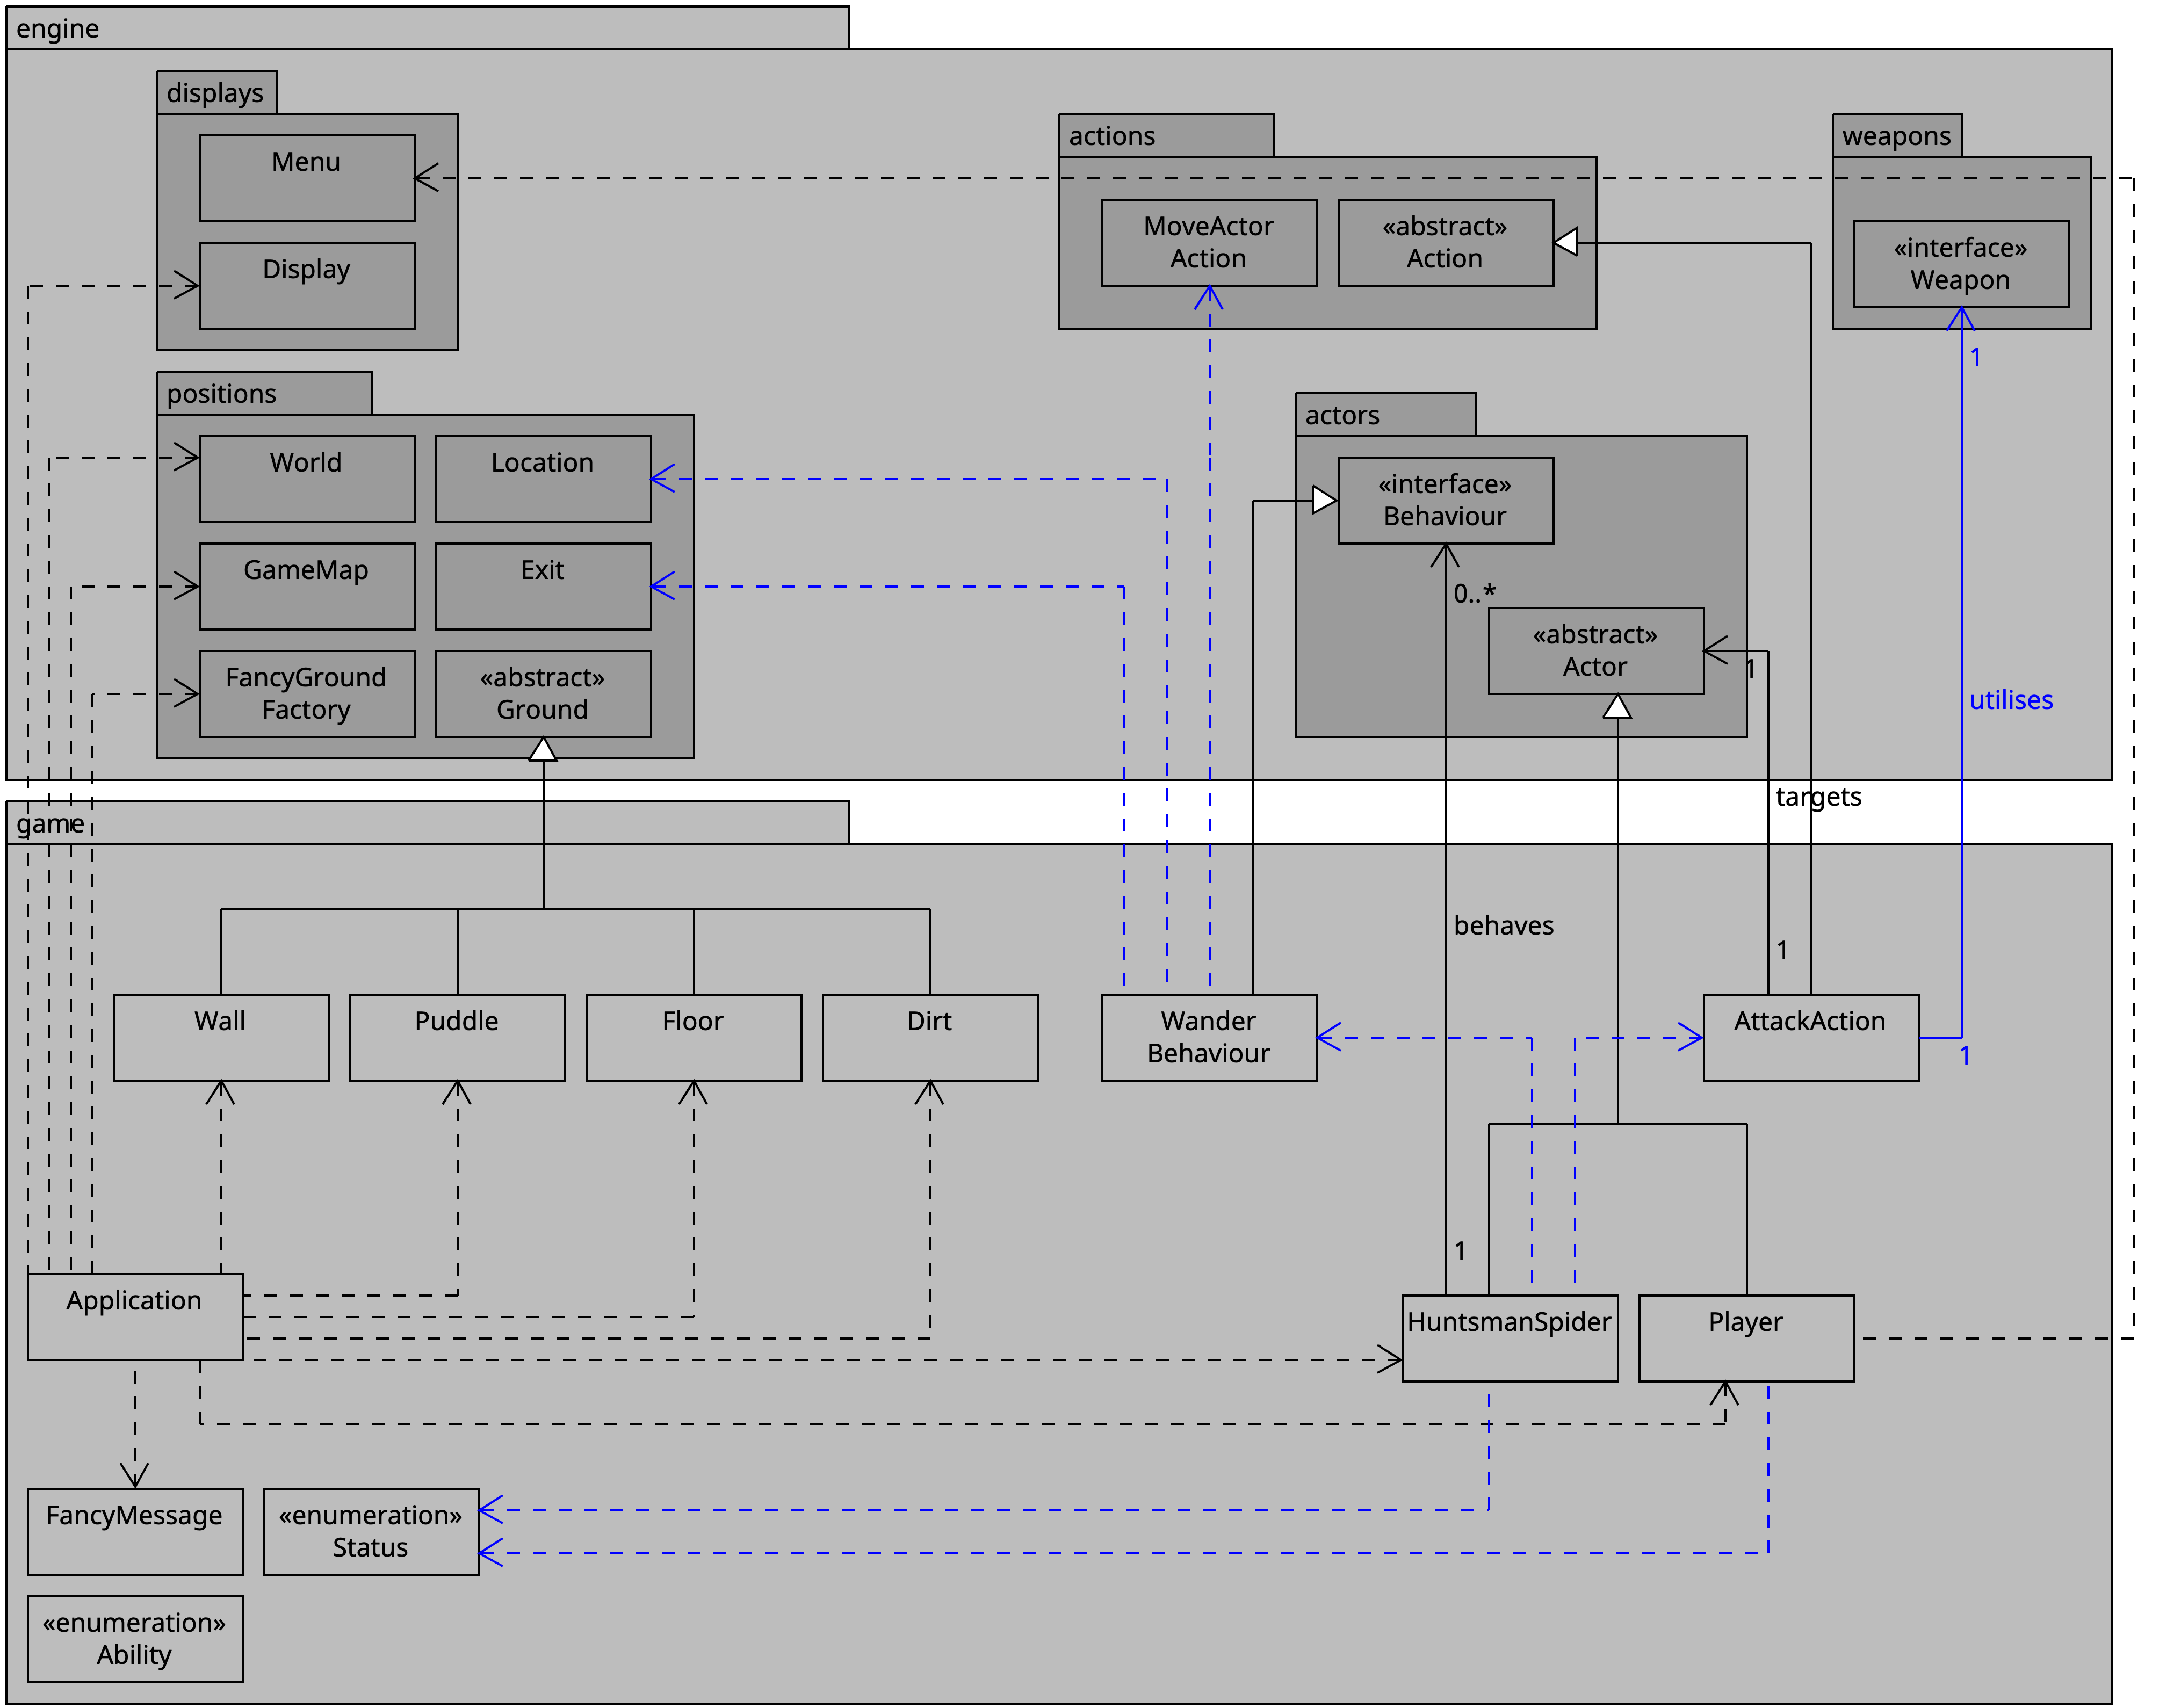 engine
displays
Menu
Display
actions
MoveActor
Action
«abstract»
Action
weapons
«interface»
Weapon
1
utilises
positions
World
Location
GameMap
Exit
FancyGround
Factory
«abstract»
Ground
actors
«interface»
Behaviour
0..*
«abstract»
Actor
1
targets
game
behaves
1
Wall
Puddle
Floor
Dirt
Wander
Behaviour
AttackAction
1
1
Application
HuntsmanSpider
Player
FancyMessage
«enumeration»
Status
«enumeration»
Ability